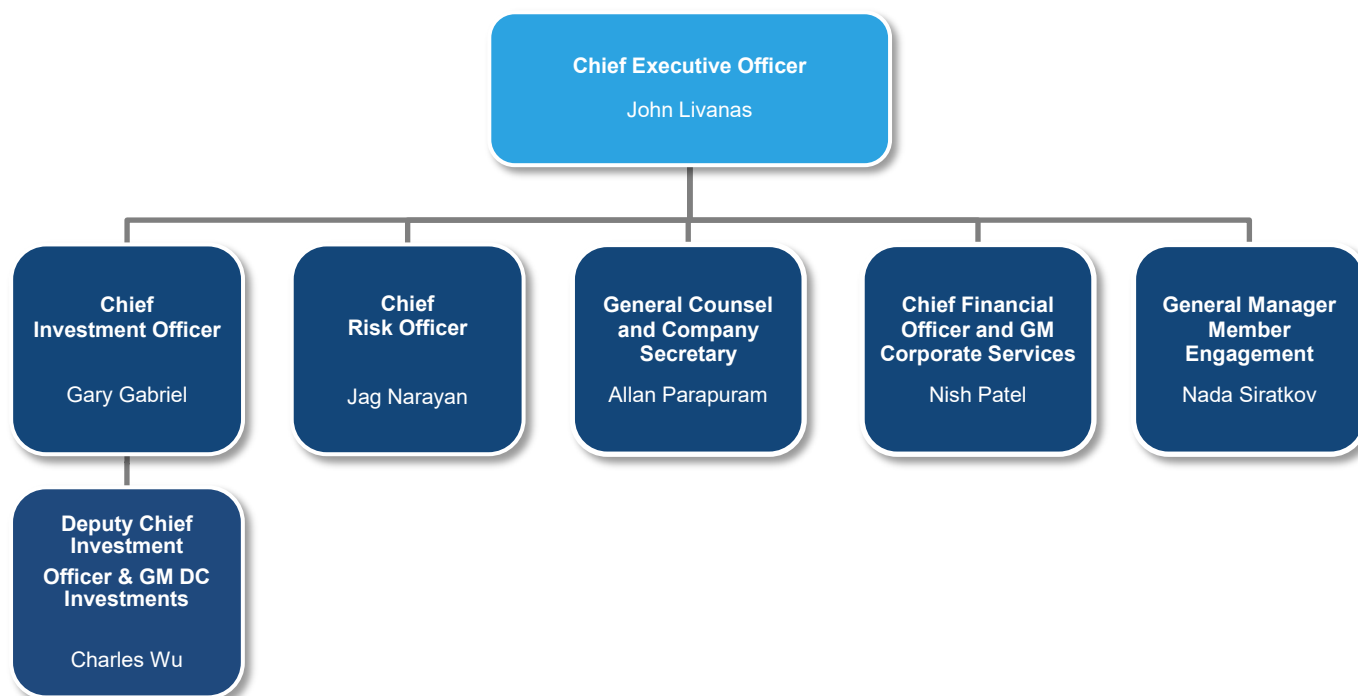 Chief Executive Officer
John Livanas
Chief
Investment Officer
Gary Gabriel
Chief
Risk Officer
Jag Narayan
General Counsel
and Company
Secretary
Allan Parapuram
Chief Financial
Officer and GM
Corporate Services
Nish Patel
General Manager
Member
Engagement
Nada Siratkov
Deputy Chief
Investment
Officer & GM DC
Investments
Charles Wu